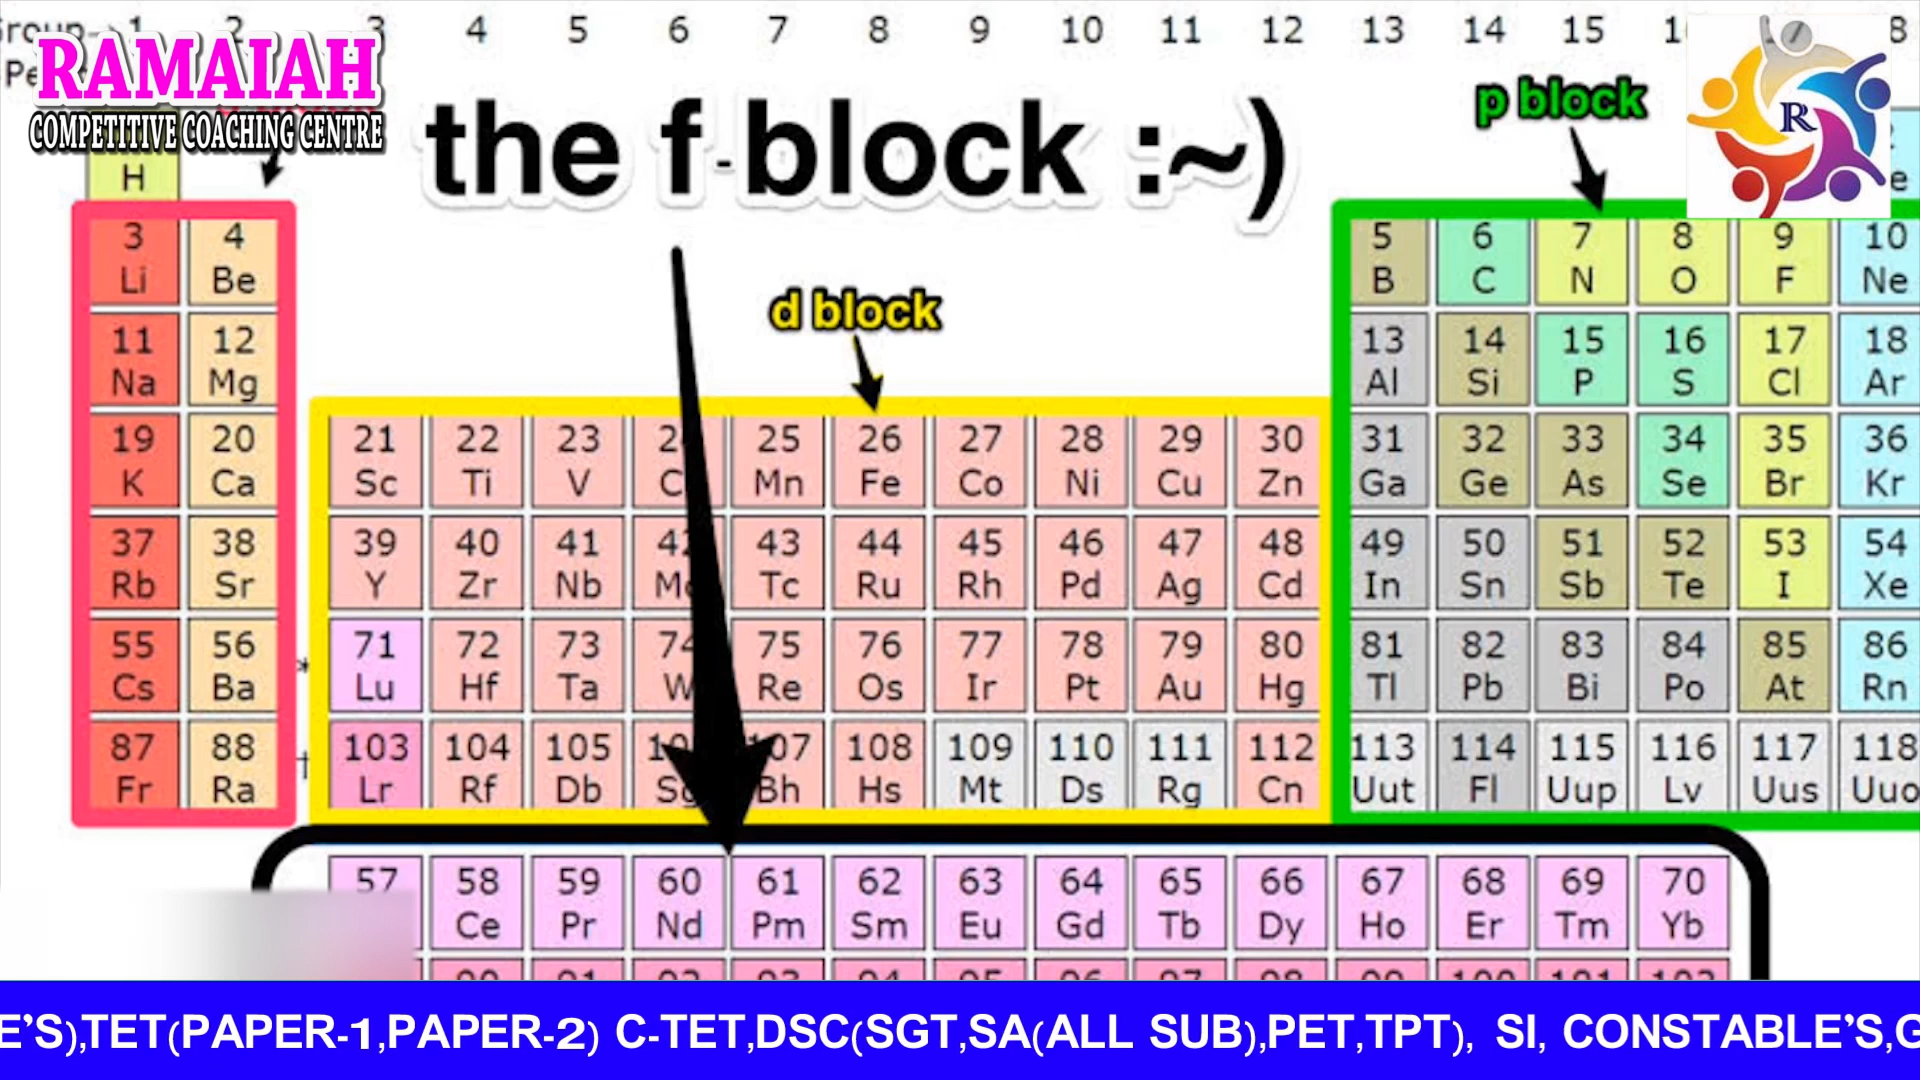 1 2 3 4 5 6 7 8 9 10 11 12 13 14 15
RAMAIAH
COMPETITIVE COACHING CENTRE
the f-block :~)
p block
R
H
d block
3 4 5 6 7 8 9 10
Li Be B C N O F Ne
11 12 13 14 15 16 17 18
Na Mg Al Si P S Cl Ar
19 20 21 22 23 25 26 27 28 29 30 31 32 33 34 35 36
K Ca Sc Ti V Mn Fe Co Ni Cu Zn Ga Ge As Se Br Kr
37 38 39 40 41 42 43 44 45 46 47 48 49 50 51 52 53 54
Rb Sr Y Zr Nb Mo Tc Ru Rh Pd Ag Cd In Sn Sb Te I Xe
55 56 * 71 72 73 74 75 76 77 78 79 80 81 82 83 84 85 86
Cs Ba Lu Hf Ta W Re Os Ir Pt Au Hg Tl Pb Bi Po At Rn
87 88 † 103 104 105 107 108 109 110 111 112 113 114 115 116 117 118
Fr Ra Lr Rf Db Sg Bh Hs Mt Ds Rg Cn Uut Fl Uup Lv Uus Uuo
57 58 59 60 61 62 63 64 65 66 67 68 69 70
Ce Pr Nd Pm Sm Eu Gd Tb Dy Ho Er Tm Yb
E'S),TET(PAPER-1,PAPER-2) C-TET,DSC(SGT,SA(ALL SUB),PET,TPT), SI, CONSTABLE'S,G